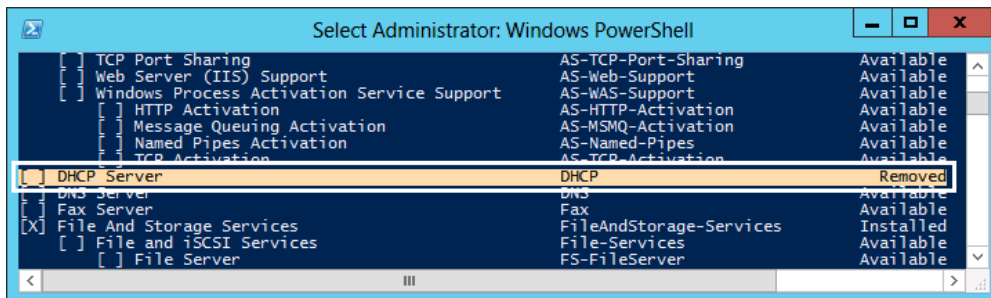 Select Administrator: Windows PowerShell
[ ] TCP Port Sharing AS-TCP-Port-Sharing Available
[ ] Web Server (IIS) Support AS-Web-Support Available
[ ] Windows Process Activation Service Support AS-WAS-Support Available
[ ] HTTP Activation AS-HTTP-Activation Available
[ ] Message Queuing Activation AS-MSMQ-Activation Available
[ ] Named Pipes Activation AS-Named-Pipes Available
[ ] TCP Activation AS-TCP-Activation Available
[ ] DHCP Server DHCP Removed
[ ] DNS Server DNS Available
[ ] Fax Server Fax Available
[X] File And Storage Services FileAndStorage-Services Installed
[ ] File and iSCSI Services File-Services Available
[ ] File Server FS-FileServer Available